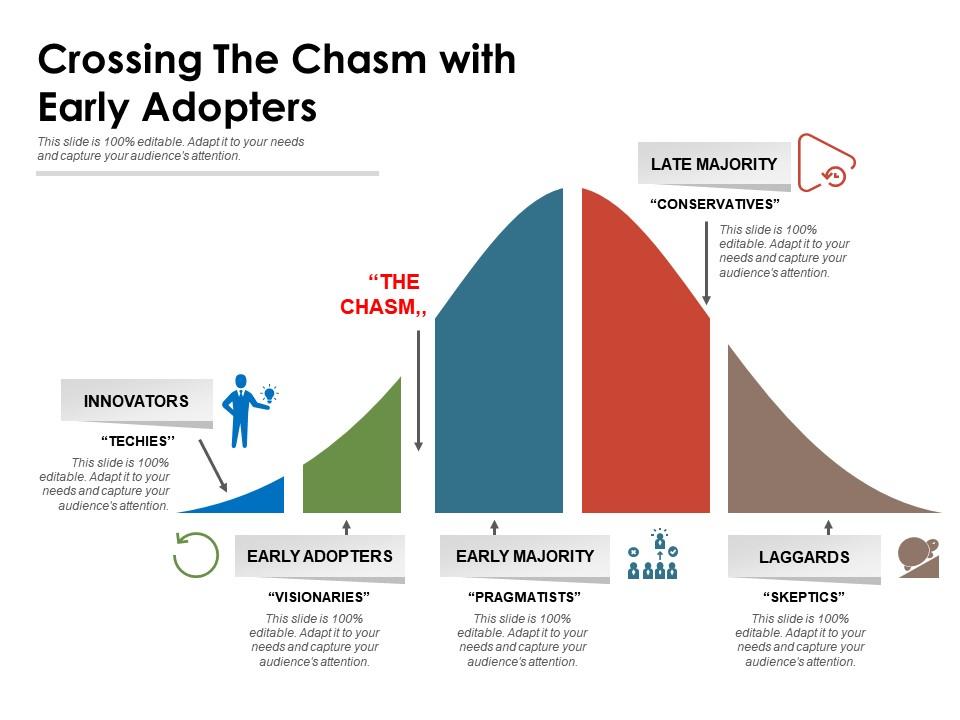 Crossing The Chasm with
Early Adopters
This slide is 100% editable. Adapt it to your needs
and capture your audience's attention.
LATE MAJORITY
“CONSERVATIVES”
This slide is 100%
editable. Adapt it to your
needs and capture your
audience's attention.
“THE
CHASM,,
INNOVATORS
“TECHIES’’
This slide is 100%
editable. Adapt it to your
needs and capture your
audience's attention.
EARLY ADOPTERS
“VISIONARIES”
This slide is 100%
editable. Adapt it to your
needs and capture your
audience's attention.
EARLY MAJORITY
“PRAGMATISTS”
This slide is 100%
editable. Adapt it to your
needs and capture your
audience's attention.
LAGGARDS
“SKEPTICS”
This slide is 100%
editable. Adapt it to your
needs and capture your
audience's attention.